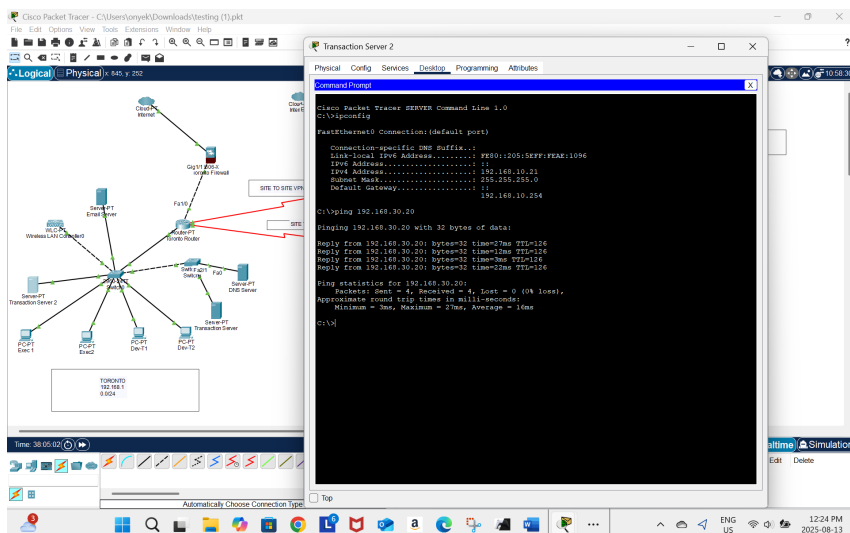 Cisco Packet Tracer - C:\Users\onyek\Downloads\testing (1).pkt
File Edit Options View Tools Extensions Window Help
Logical Physical x: 845, y: 252
10:58:30
Cloud-PT
Internet
Gig1/1
Toronto Firewall
SITE TO SITE VPN
Fa1/0
Server-PT
Email Server
Router-PT
Toronto Router
SITE
WLC-PT
Wireless LAN Controller0
Fa2/1
Fa0
Server-PT
DNS Server
Switch0
Server-PT
Transaction Server 2
Server-PT
Transaction Server
PC-PT
Exec 1
PC-PT
Exec2
PC-PT
Dev-T1
PC-PT
Dev-T2
TORONTO
192.168.1
0.0/24
Time: 38:05:02
Realtime Simulation
Edit Delete
Automatically Choose Connection Type
Transaction Server 2
Physical Config Services Desktop Programming Attributes
Command Prompt X
Cisco Packet Tracer SERVER Command Line 1.0
C:\>ipconfig
FastEthernet0 Connection:(default port)
Connection-specific DNS Suffix..:
Link-local IPv6 Address.........: FE80::205:5EFF:FEAE:1096
IPv6 Address....................: ::
IPv4 Address....................: 192.168.10.21
Subnet Mask.....................: 255.255.255.0
Default Gateway.................: ::
192.168.10.254
C:\>ping 192.168.30.20
Pinging 192.168.30.20 with 32 bytes of data:
Reply from 192.168.30.20: bytes=32 time=27ms TTL=126
Reply from 192.168.30.20: bytes=32 time=12ms TTL=126
Reply from 192.168.30.20: bytes=32 time=3ms TTL=126
Reply from 192.168.30.20: bytes=32 time=22ms TTL=126
Ping statistics for 192.168.30.20:
Packets: Sent = 4, Received = 4, Lost = 0 (0% loss),
Approximate round trip times in milli-seconds:
Minimum = 3ms, Maximum = 27ms, Average = 16ms
C:\>
Top
ENG
US
12:24 PM
2025-08-13